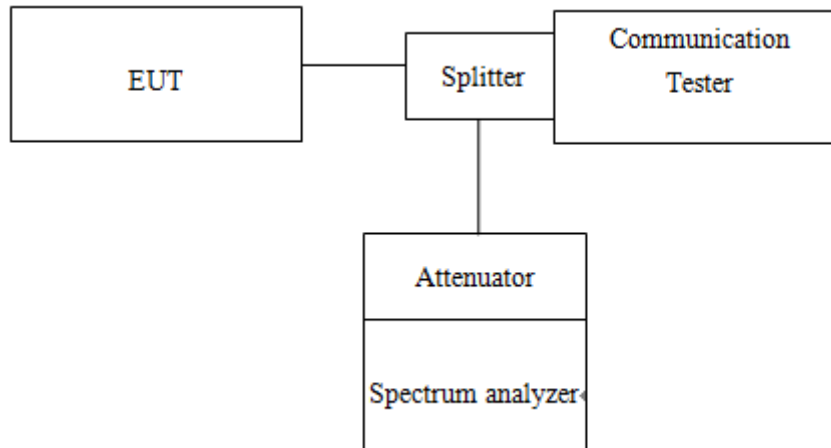 EUT
Splitter
Communication
Tester
Attenuator
Spectrum analyzer